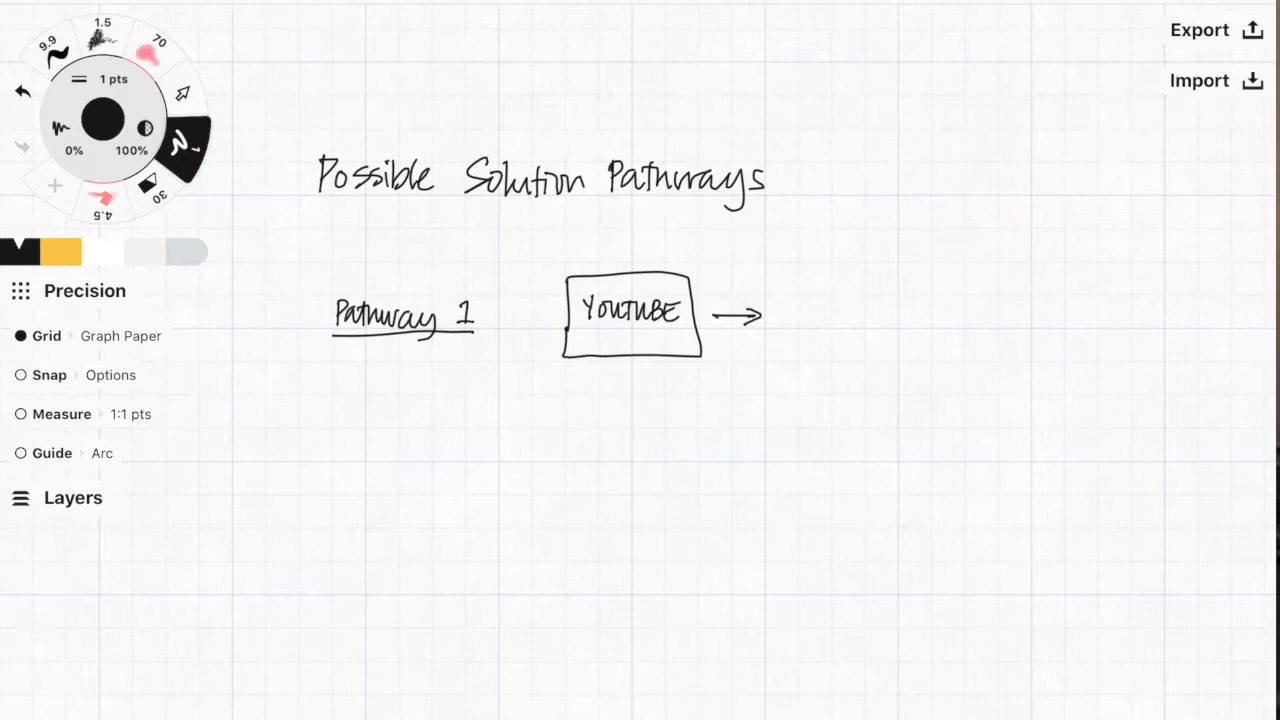 1.5
9.9
70
1 pts
0%
100%
1
30
4.5
Export
Import
Possible Solution Pathways
Precision
Grid Graph Paper
Snap Options
Measure 1:1 pts
Guide Arc
Layers
Pathway 1
YOUTUBE